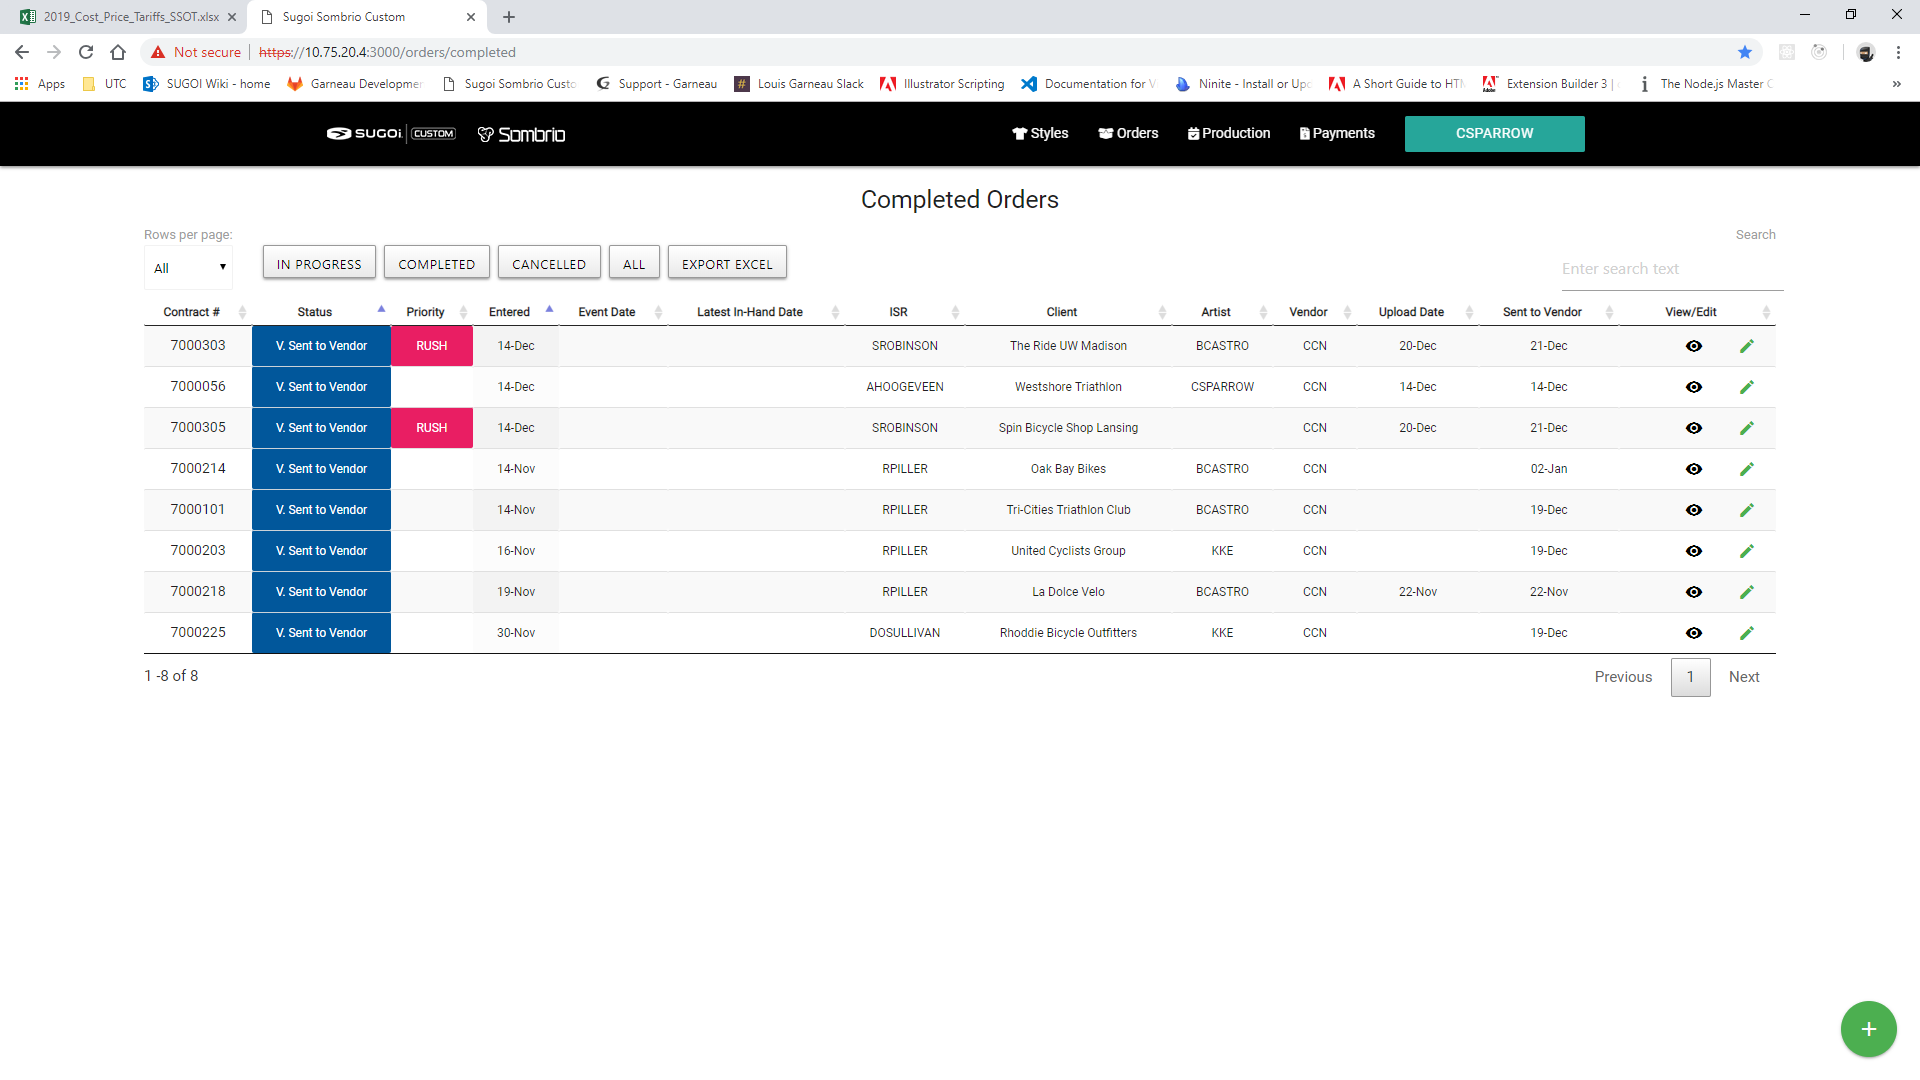 2019_Cost_Price_Tariffs_SSOT.xlsx
Sugoi Sombrio Custom
Not secure | https://10.75.20.4:3000/orders/completed
Apps UTC SUGOI Wiki - home Garneau Developmen Sugoi Sombrio Custo Support - Garneau Louis Garneau Slack Illustrator Scripting Documentation for V Ninite - Install or Upd A Short Guide to HTM Extension Builder 3 | The Node.js Master C »
SUGOI CUSTOM Sombrio Styles Orders Production Payments CSPARROW
Completed Orders
Rows per page: Search
All IN PROGRESS COMPLETED CANCELLED ALL EXPORT EXCEL Enter search text
Contract # Status Priority Entered Event Date Latest In-Hand Date ISR Client Artist Vendor Upload Date Sent to Vendor View/Edit
7000303 V. Sent to Vendor RUSH 14-Dec SROBINSON The Ride UW Madison BCASTRO CCN 20-Dec 21-Dec
7000056 V. Sent to Vendor 14-Dec AHOOGEVEEN Westshore Triathlon CSPARROW CCN 14-Dec 14-Dec
7000305 V. Sent to Vendor RUSH 14-Dec SROBINSON Spin Bicycle Shop Lansing CCN 20-Dec 21-Dec
7000214 V. Sent to Vendor 14-Nov RPILLER Oak Bay Bikes BCASTRO CCN 02-Jan
7000101 V. Sent to Vendor 14-Nov RPILLER Tri-Cities Triathlon Club BCASTRO CCN 19-Dec
7000203 V. Sent to Vendor 16-Nov RPILLER United Cyclists Group KKE CCN 19-Dec
7000218 V. Sent to Vendor 19-Nov RPILLER La Dolce Velo BCASTRO CCN 22-Nov 22-Nov
7000225 V. Sent to Vendor 30-Nov DOSULLIVAN Rhoddie Bicycle Outfitters KKE CCN 19-Dec
1 -8 of 8 Previous 1 Next